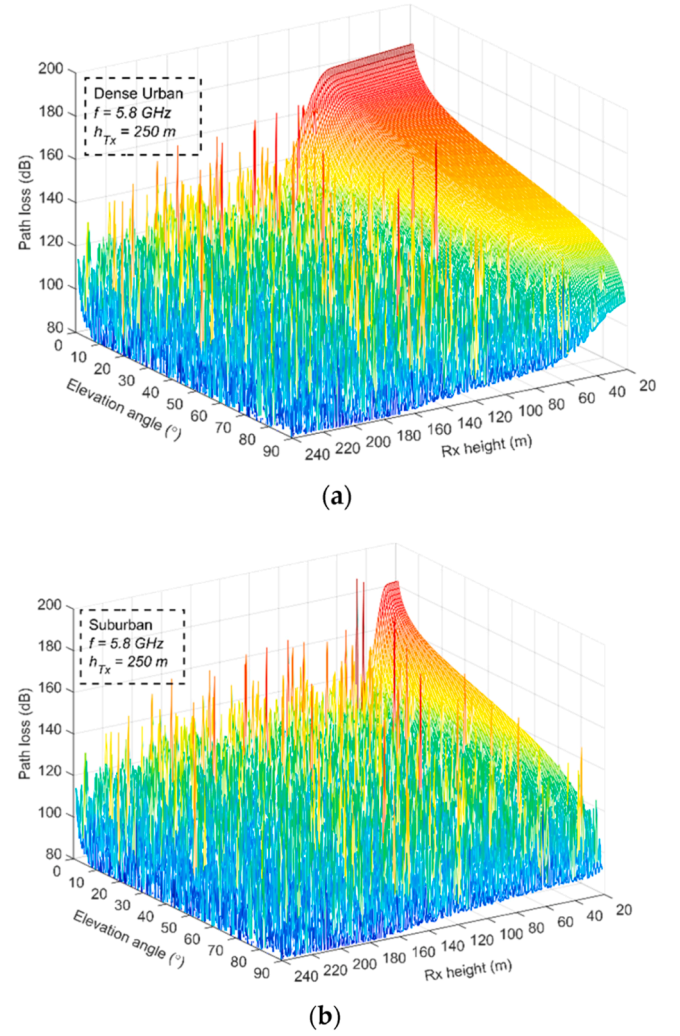 200
180
160
140
120
100
80
Path loss (dB)
Dense Urban
f = 5.8 GHz
hTx = 250 m
0
10
20
30
40
50
60
70
80
90
Elevation angle (°)
240 220 200 180 160 140 120 100 80 60 40 20
Rx height (m)
(a)
200
180
160
140
120
100
80
Path loss (dB)
Suburban
f = 5.8 GHz
hTx = 250 m
0
10
20
30
40
50
60
70
80
90
Elevation angle (°)
240 220 200 180 160 140 120 100 80 60 40 20
Rx height (m)
(b)